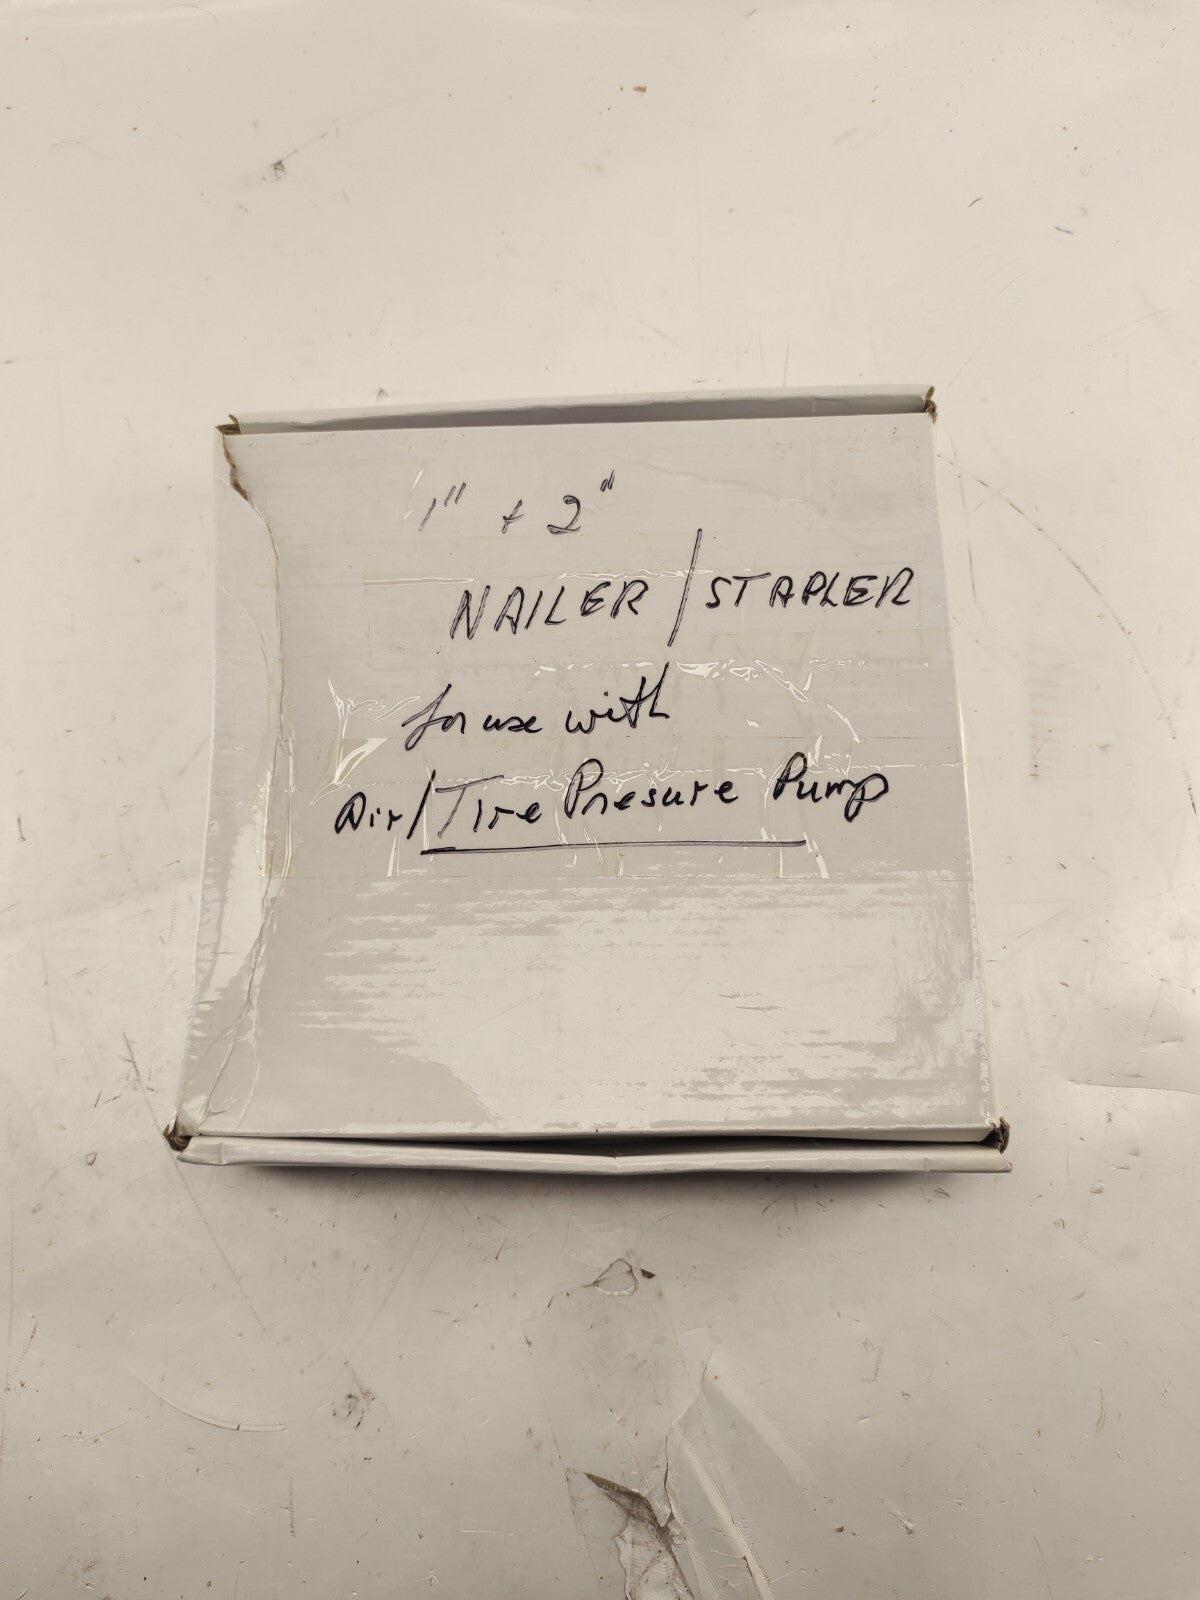 1" + 2"
NAILER / STAPLER
for use with
Air/Tire Presure Pump